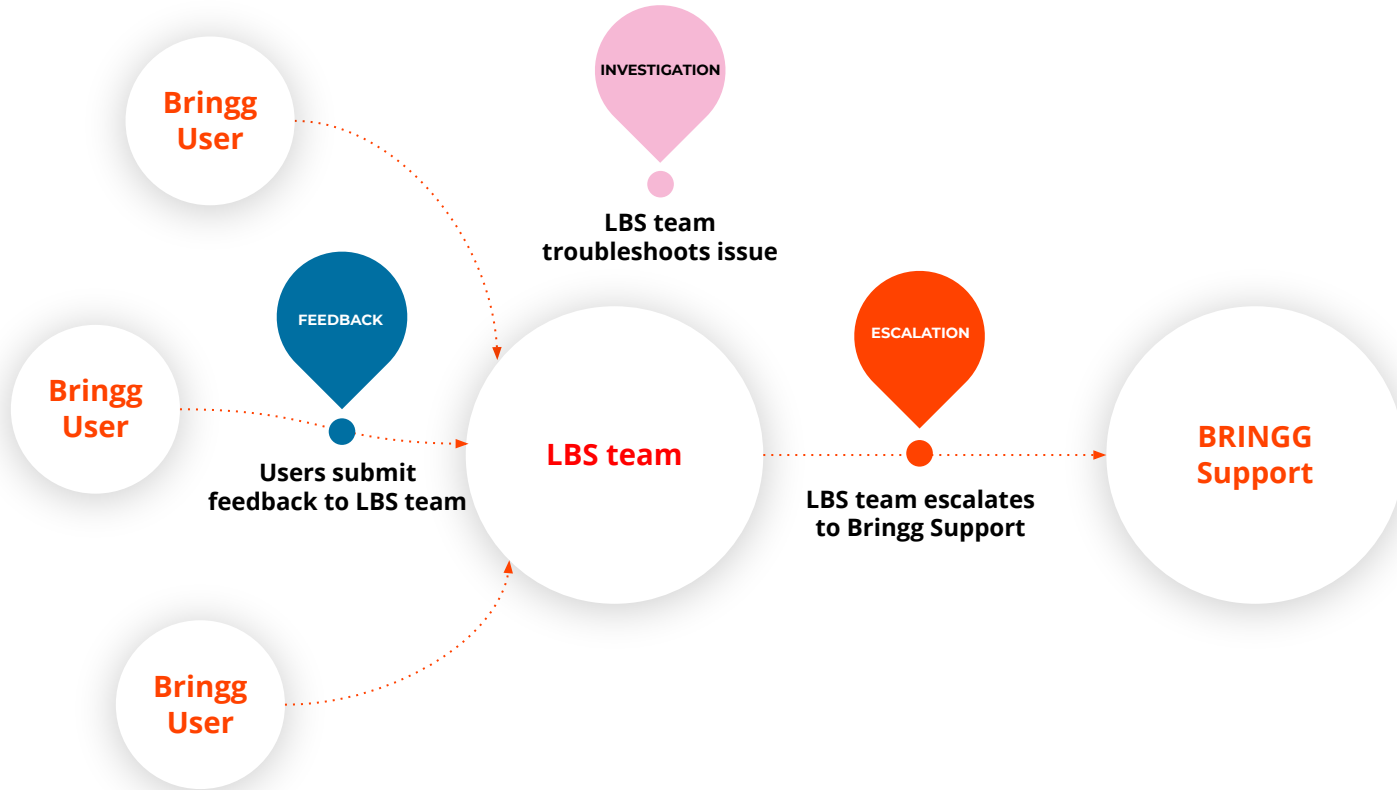 Bringg
User
INVESTIGATION
LBS team
troubleshoots issue
FEEDBACK
Bringg
User
Users submit
feedback to LBS team
LBS team
ESCALATION
LBS team escalates
to Bringg Support
BRINGG
Support
Bringg
User